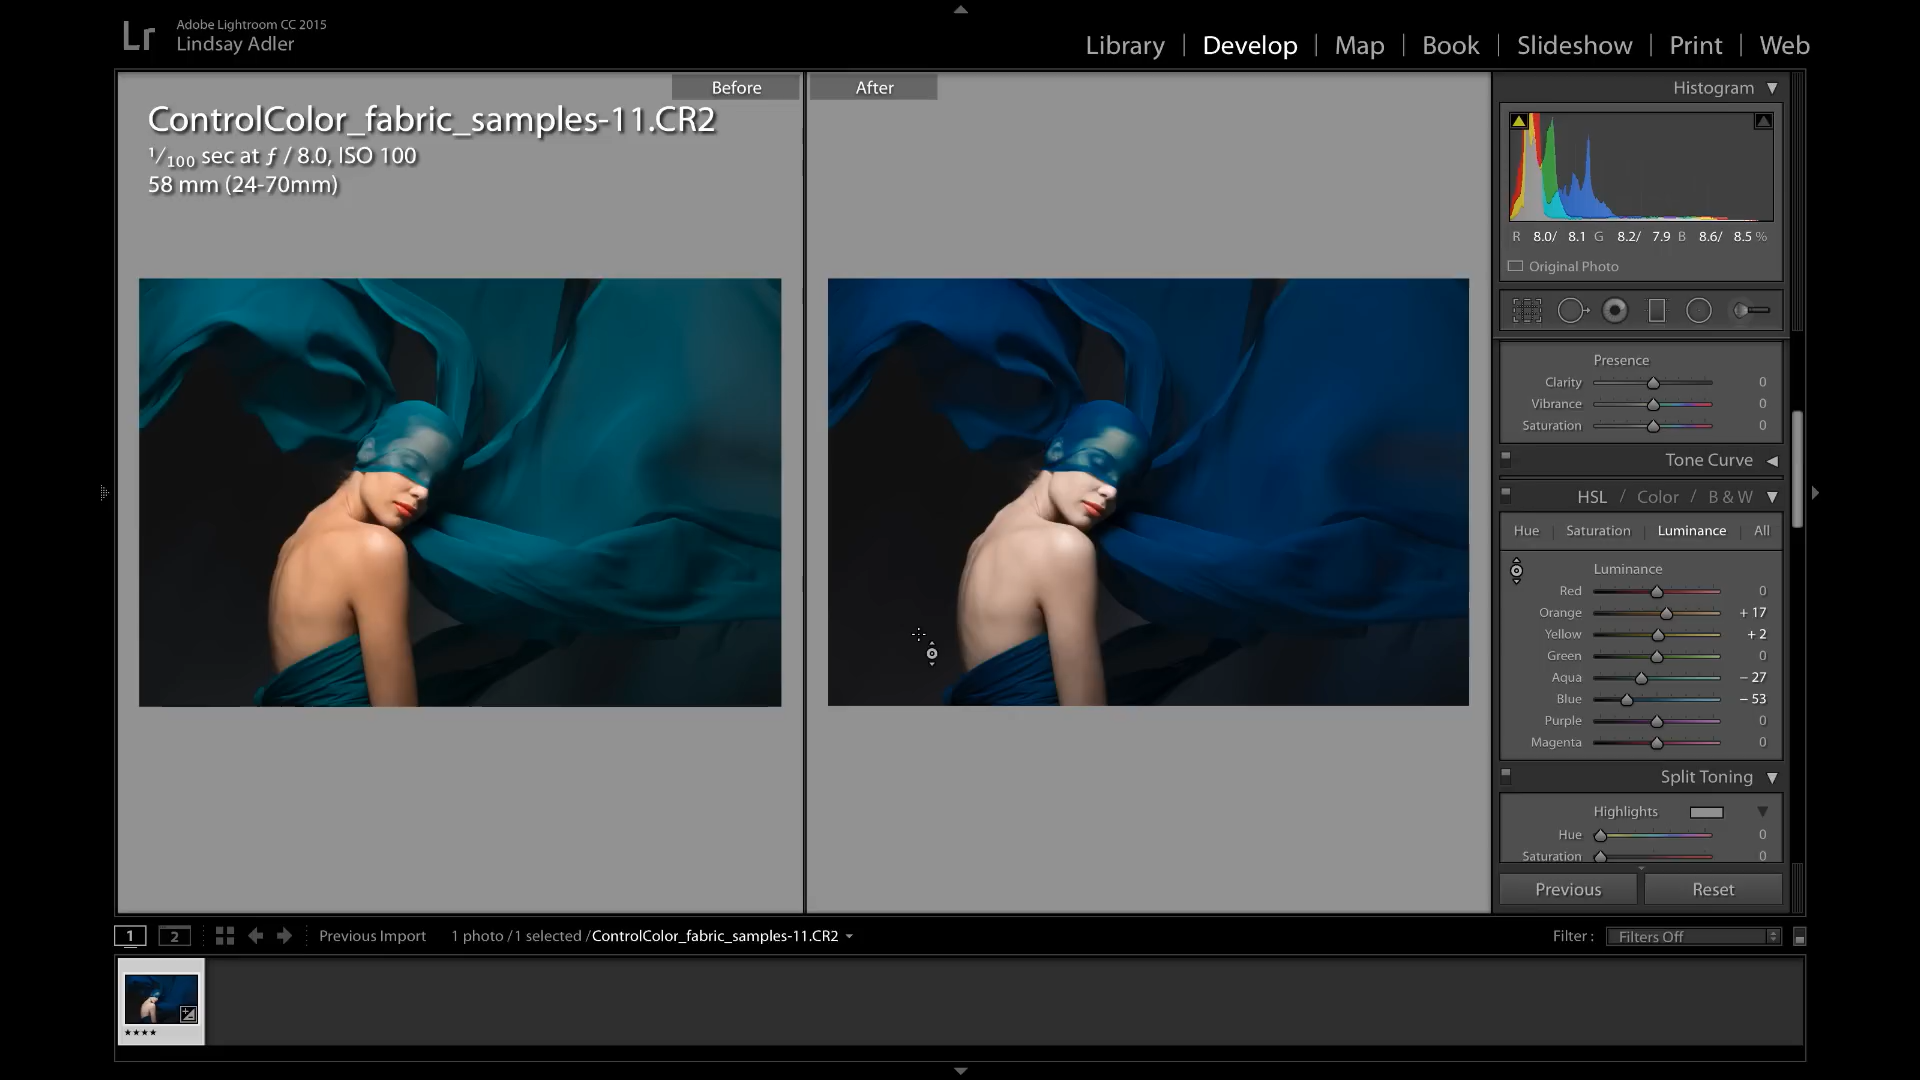 Lr
Adobe Lightroom CC 2015
Lindsay Adler
Library | Develop | Map | Book | Slideshow | Print | Web
Before
After
ControlColor_fabric_samples-11.CR2
1/100 sec at ƒ / 8.0, ISO 100
58 mm (24-70mm)
Histogram
R 8.0/ 8.1 G 8.2/ 7.9 B 8.6/ 8.5 %
Original Photo
Presence
Clarity 0
Vibrance 0
Saturation 0
Tone Curve
HSL / Color / B & W
Hue | Saturation | Luminance | All
Luminance
Red 0
Orange + 17
Yellow + 2
Green 0
Aqua − 27
Blue − 53
Purple 0
Magenta 0
Split Toning
Highlights
Hue 0
Saturation 0
Previous Reset
1 2 Previous Import 1 photo / 1 selected / ControlColor_fabric_samples-11.CR2 Filter : Filters Off